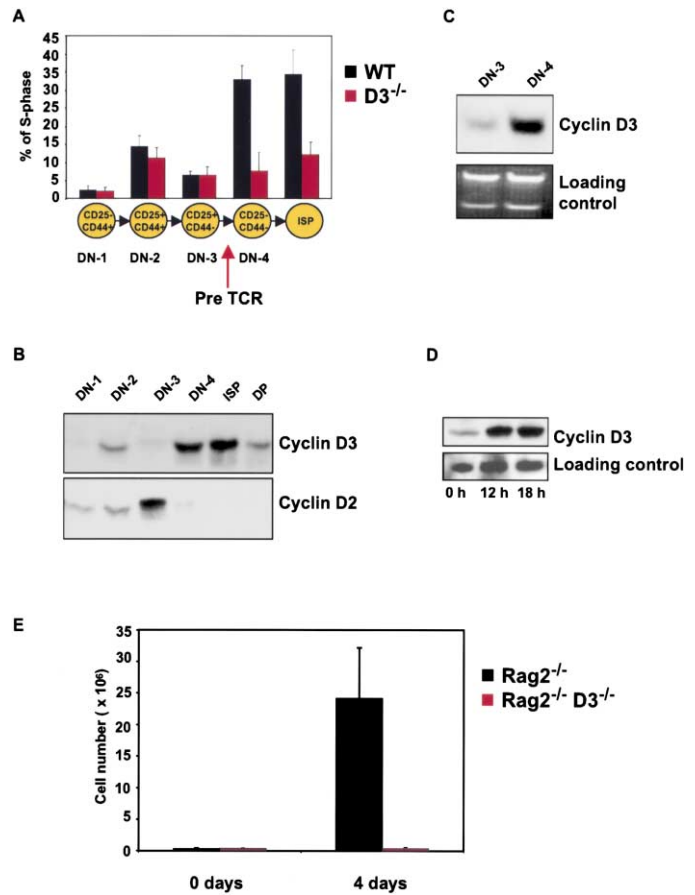 A
% of S-phase
45
40
35
30
25
20
15
10
5
0
WT
D3-/-
CD25-
CD44+
CD25+
CD44+
CD25+
CD44-
CD25-
CD44-
ISP
DN-1
DN-2
DN-3
DN-4
Pre TCR
C
DN-3
DN-4
Cyclin D3
Loading
control
B
DN-1
DN-2
DN-3
DN-4
ISP
DP
Cyclin D3
Cyclin D2
D
Cyclin D3
Loading control
0 h 12 h 18 h
E
Cell number ( x 10⁶)
35
30
25
20
15
10
5
0
Rag2-/-
Rag2-/- D3-/-
0 days
4 days